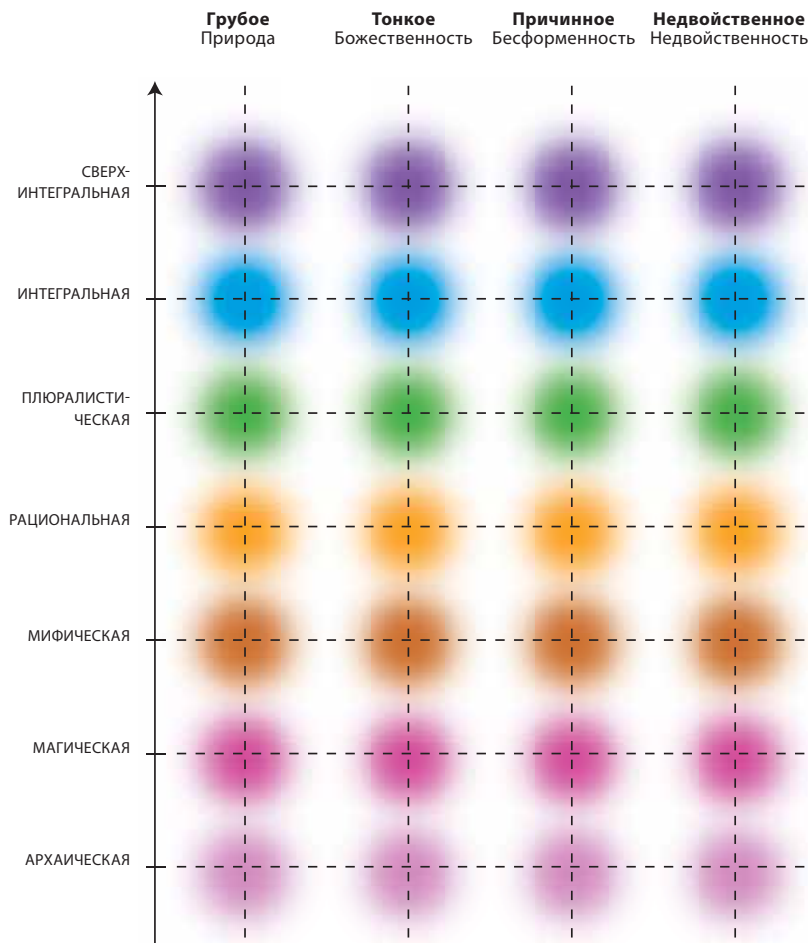 Грубое
Природа
Тонкое
Божественность
Причинное
Бесформенность
Недвойственное
Недвойственность
СВЕРХ-
ИНТЕГРАЛЬНАЯ
ИНТЕГРАЛЬНАЯ
ПЛЮРАЛИСТИ-
ЧЕСКАЯ
РАЦИОНАЛЬНАЯ
МИФИЧЕСКАЯ
МАГИЧЕСКАЯ
АРХАИЧЕСКАЯ